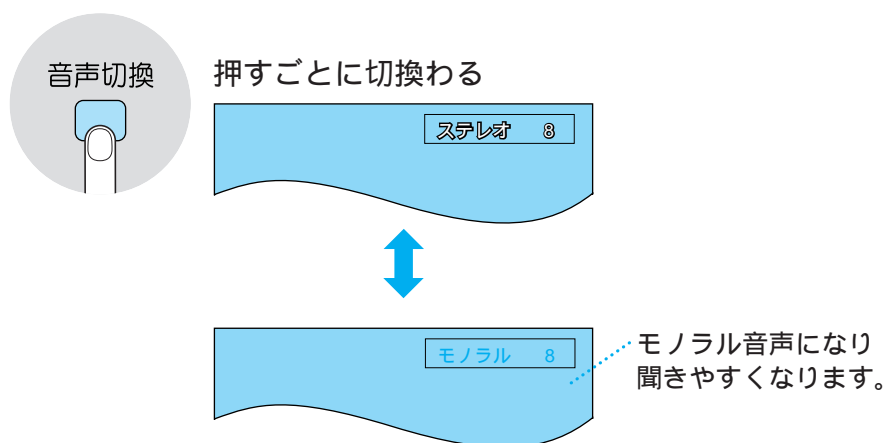 音声切換
押すごとに切換わる
ステレオ 8
モノラル 8
モノラル音声になり
聞きやすくなります。